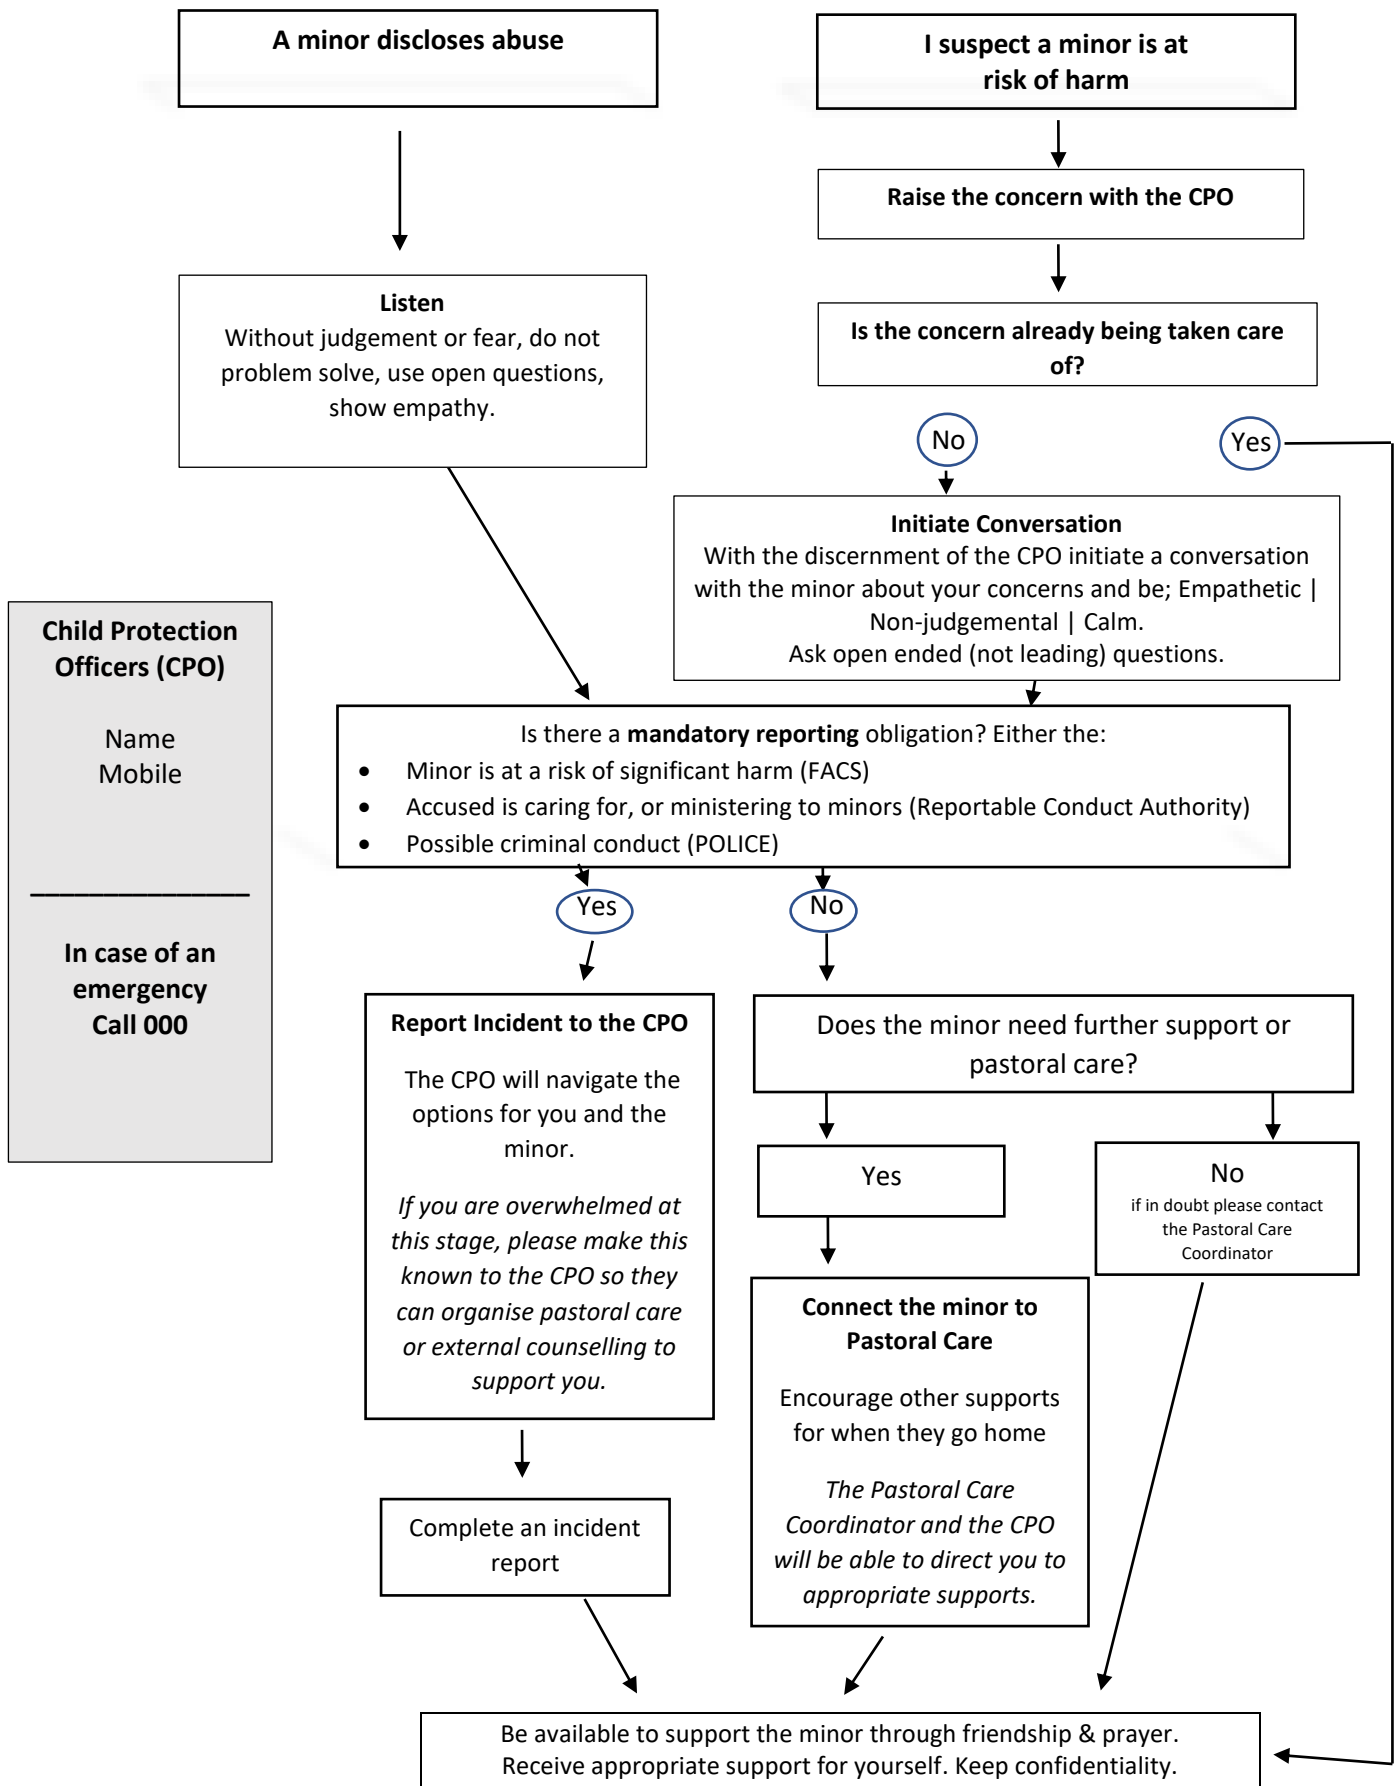 A minor discloses abuse
I suspect a minor is at
risk of harm
Raise the concern with the CPO
Listen
Without judgement or fear, do not
problem solve, use open questions,
show empathy.
Is the concern already being taken care
of?
No
Yes
Initiate Conversation
With the discernment of the CPO initiate a conversation
with the minor about your concerns and be; Empathetic |
Non-judgemental | Calm.
Ask open ended (not leading) questions.
Child Protection
Officers (CPO)
Name
Mobile
In case of an
emergency
Call 000
Is there a mandatory reporting obligation? Either the:
• Minor is at a risk of significant harm (FACS)
• Accused is caring for, or ministering to minors (Reportable Conduct Authority)
• Possible criminal conduct (POLICE)
Yes
No
Report Incident to the CPO
The CPO will navigate the
options for you and the
minor.
If you are overwhelmed at
this stage, please make this
known to the CPO so they
can organise pastoral care
or external counselling to
support you.
Does the minor need further support or
pastoral care?
Yes
No
if in doubt please contact
the Pastoral Care
Coordinator
Connect the minor to
Pastoral Care
Encourage other supports
for when they go home
The Pastoral Care
Coordinator and the CPO
will be able to direct you to
appropriate supports.
Complete an incident
report
Be available to support the minor through friendship & prayer.
Receive appropriate support for yourself. Keep confidentiality.